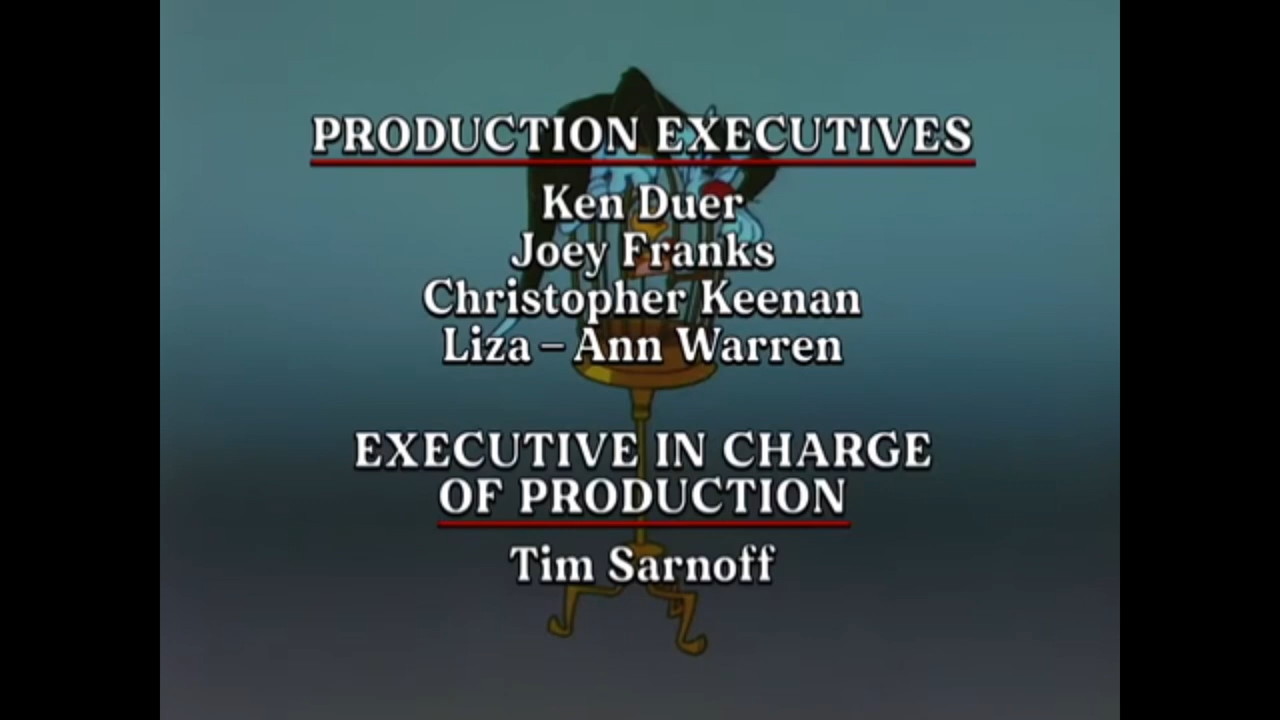 PRODUCTION EXECUTIVES
Ken Duer
Joey Franks
Christopher Keenan
Liza – Ann Warren
EXECUTIVE IN CHARGE
OF PRODUCTION
Tim Sarnoff